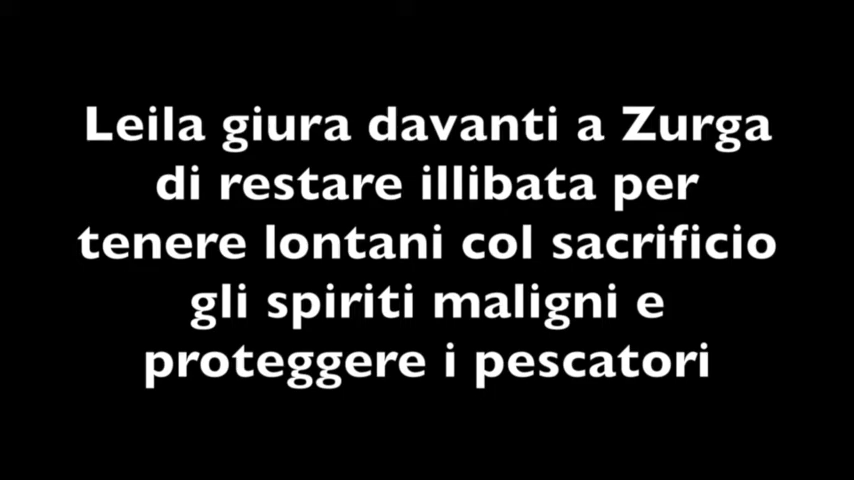 Leila giura davanti a Zurga
di restare illibata per
tenere lontani col sacrificio
gli spiriti maligni e
proteggere i pescatori